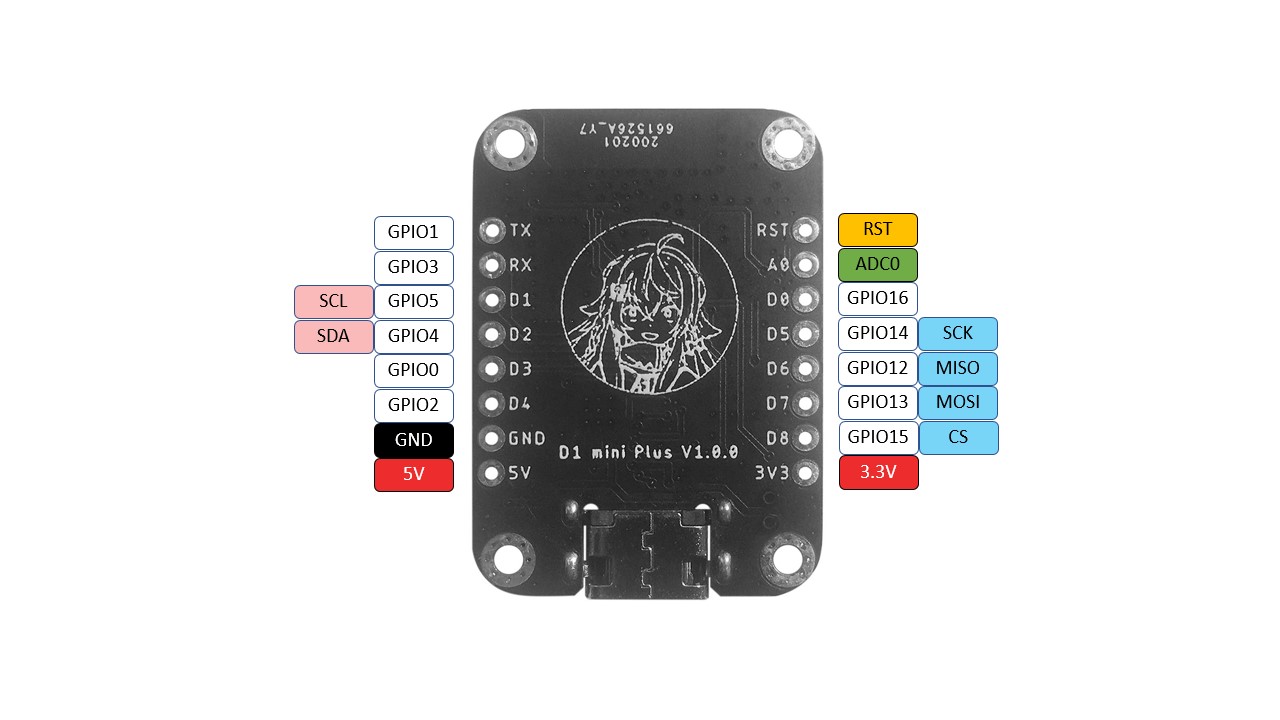 661526A_Y7
200201
GPIO1 TX RST RST
GPIO3 RX A0 ADC0
SCL GPIO5 D1 D0 GPIO16
SDA GPIO4 D2 D5 GPIO14 SCK
GPIO0 D3 D6 GPIO12 MISO
GPIO2 D4 D7 GPIO13 MOSI
GND GND D8 GPIO15 CS
D1 mini Plus V1.0.0
5V 5V 3V3 3.3V